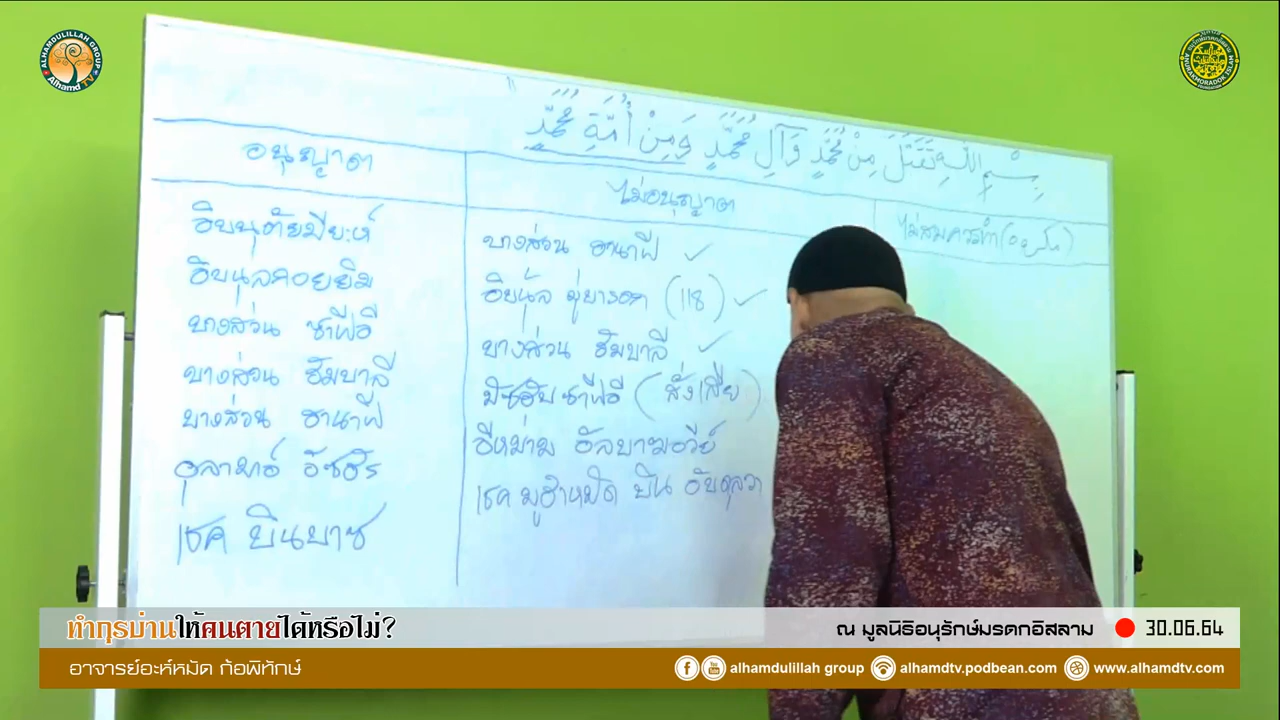 ALHAMDULILLAH GROUP
Alhamd TV
بِسْمِ اللَّهِ تَقَبَّلْ مِنْ مُحَمَّدٍ وَآلِ مُحَمَّدٍ وَمِنْ أُمَّةِ مُحَمَّدٍ
อนุญาต
ไม่อนุญาต
ไม่สมควรทำ
อิบนุตัยมียะห์
อิบนุลกอยยิม
บางส่วน ชาฟีอี
บางส่วน ฮัมบาลี
บางส่วน ฮานาฟี
อุลามาอ์ อัซฮัร
เชค บินบาซ
บางส่วน ฮานาฟี ✓
อิบนุ้ล มู่บารอก (118) ✓
บางส่วน ฮัมบาลี ✓
มัซฮับ ชาฟีอี (สั่งเสีย)
อีหม่าม อัลบาฆอวีย์
เชค มูฮำหมัด บิน อับดุลวา
ทำกุรบ่านให้คนตายได้หรือไม่?
ณ มูลนิธิอนุรักษ์มรดกอิสลาม
30.06.64
อาจารย์อะห์หมัด ก้อพิทักษ์
alhamdulillah group
alhamdtv.podbean.com
www.alhamdtv.com